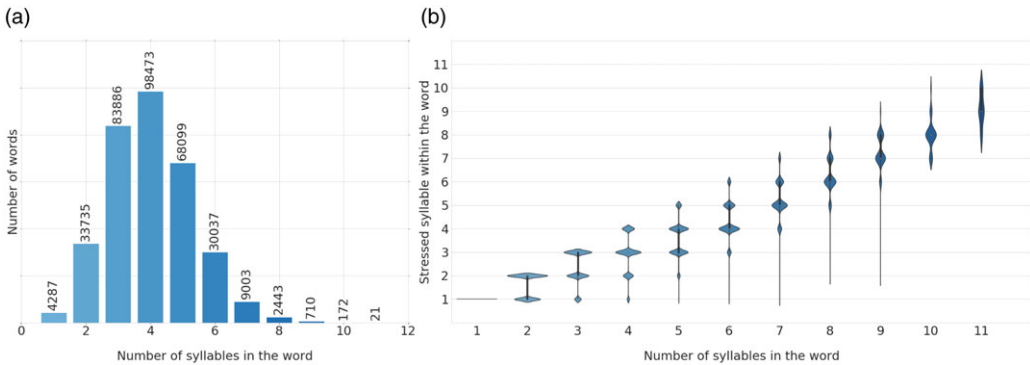 (a)
Number of words
4287
33735
83886
98473
68099
30037
9003
2443
710
172
21
0 2 4 6 8 10 12
Number of syllables in the word
(b)
Stressed syllable within the word
11
10
9
8
7
6
5
4
3
2
1
1 2 3 4 5 6 7 8 9 10 11
Number of syllables in the word